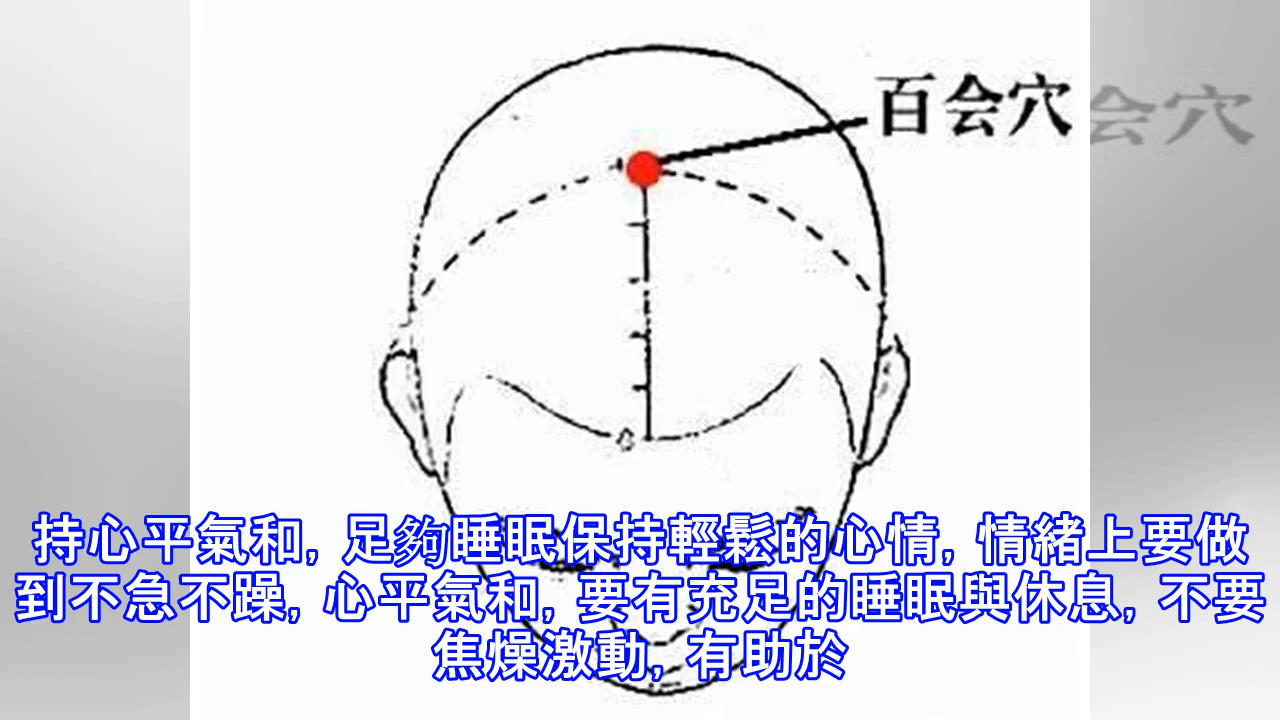 百会穴
会穴
持心平氣和, 足夠睡眠保持輕鬆的心情, 情緒上要做
到不急不躁, 心平氣和, 要有充足的睡眠與休息, 不要
焦燥激動, 有助於